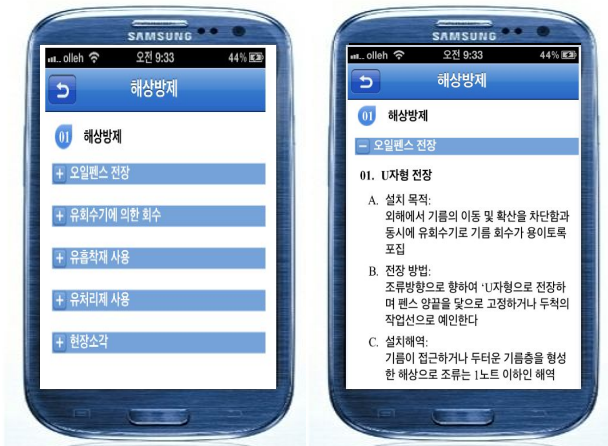 SAMSUNG
olleh 오전 9:33 44%
해상방제
01 해상방제
+ 오일펜스 전장
+ 유회수기에 의한 회수
+ 유흡착재 사용
+ 유처리제 사용
+ 현장소각
SAMSUNG
olleh 오전 9:33 44%
해상방제
01 해상방제
− 오일펜스 전장
01. U자형 전장
A. 설치 목적:
외해에서 기름의 이동 및 확산을 차단함과
동시에 유회수기로 기름 회수가 용이토록
포집
B. 전장 방법:
조류방향으로 향하여 ‘U자형으로 전장하
며 펜스 양끝을 닻으로 고정하거나 두척의
작업선으로 예인한다
C. 설치해역:
기름이 접근하거나 두터운 기름층을 형성
한 해상으로 조류는 1노트 이하인 해역